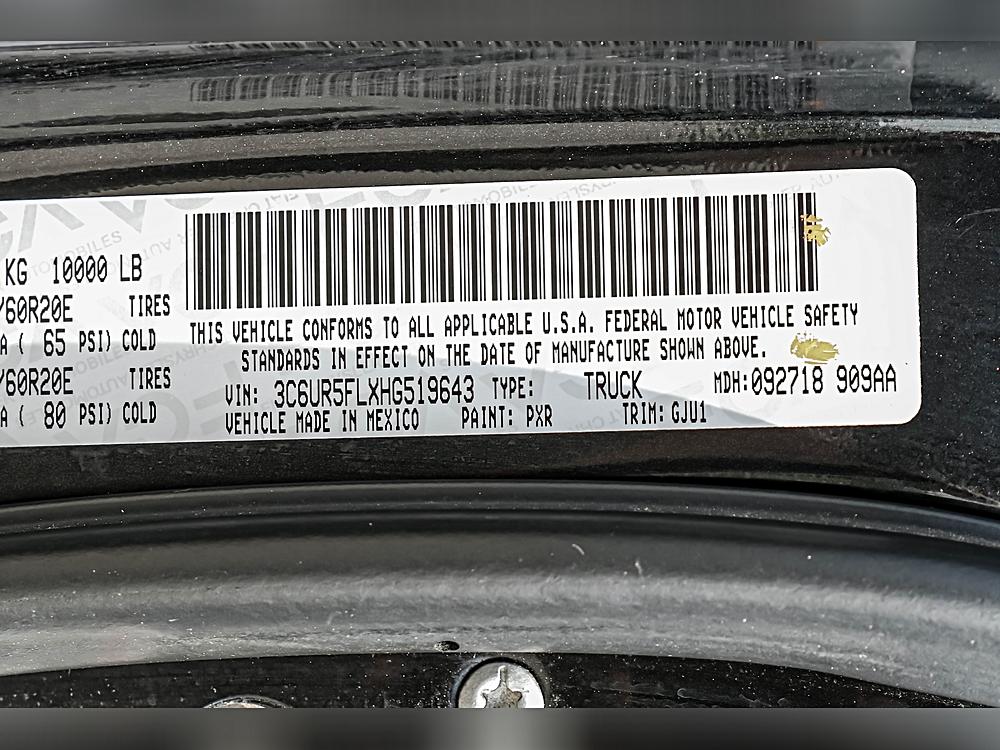 KG 10000 LB
/60R20E TIRES
A ( 65 PSI) COLD
/60R20E TIRES
A ( 80 PSI) COLD
THIS VEHICLE CONFORMS TO ALL APPLICABLE U.S.A. FEDERAL MOTOR VEHICLE SAFETY
STANDARDS IN EFFECT ON THE DATE OF MANUFACTURE SHOWN ABOVE.
VIN: 3C6UR5FLXHG519643 TYPE: TRUCK MDH:092718 909AA
VEHICLE MADE IN MEXICO PAINT: PXR TRIM: GJU1